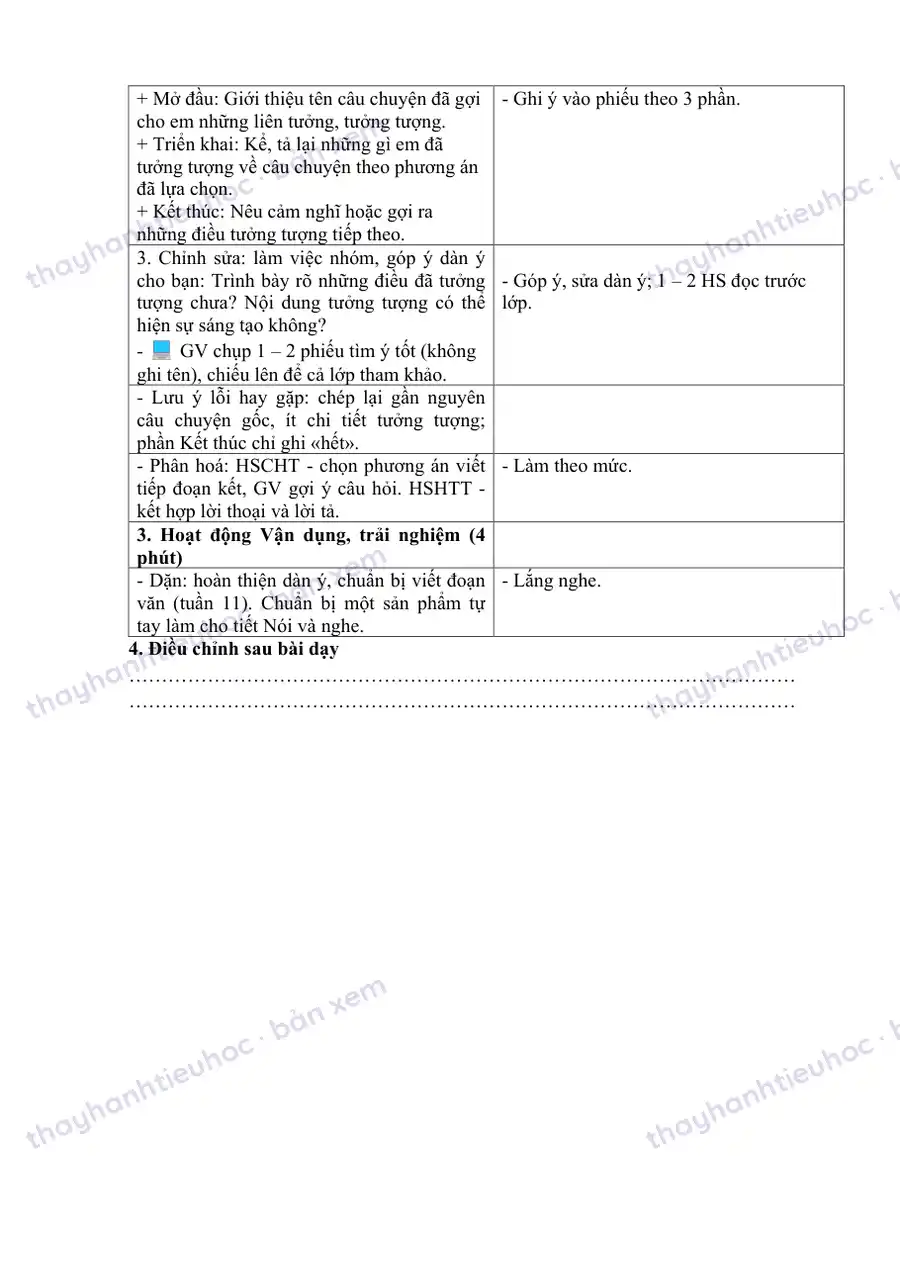 + Mở đầu: Giới thiệu tên câu chuyện đã gợi
cho em những liên tưởng, tưởng tượng.
+ Triển khai: Kể, tả lại những gì em đã
tưởng tượng về câu chuyện theo phương án
đã lựa chọn.
+ Kết thúc: Nêu cảm nghĩ hoặc gợi ra
những điều tưởng tượng tiếp theo.
- Ghi ý vào phiếu theo 3 phần.
3. Chỉnh sửa: làm việc nhóm, góp ý dàn ý
cho bạn: Trình bày rõ những điều đã tưởng
tượng chưa? Nội dung tưởng tượng có thể
hiện sự sáng tạo không?
- GV chụp 1 – 2 phiếu tìm ý tốt (không
ghi tên), chiếu lên để cả lớp tham khảo.
- Góp ý, sửa dàn ý; 1 – 2 HS đọc trước
lớp.
- Lưu ý lỗi hay gặp: chép lại gần nguyên
câu chuyện gốc, ít chi tiết tưởng tượng;
phần Kết thúc chỉ ghi «hết».
- Phân hoá: HSCHT - chọn phương án viết
tiếp đoạn kết, GV gợi ý câu hỏi. HSHTT -
kết hợp lời thoại và lời tả.
- Làm theo mức.
3. Hoạt động Vận dụng, trải nghiệm (4
phút)
- Dặn: hoàn thiện dàn ý, chuẩn bị viết đoạn
văn (tuần 11). Chuẩn bị một sản phẩm tự
tay làm cho tiết Nói và nghe.
- Lắng nghe.
4. Điều chỉnh sau bài dạy
……………………………………………………………………………………………
……………………………………………………………………………………………
thayhanhtieuhoc · bản xem
thayhanhtieuhoc · b
thayhanhtieuhoc · bản xem
thayhanhtieuhoc · b
thayhanhtieuhoc · bản xem
thayhanhtieuhoc · b